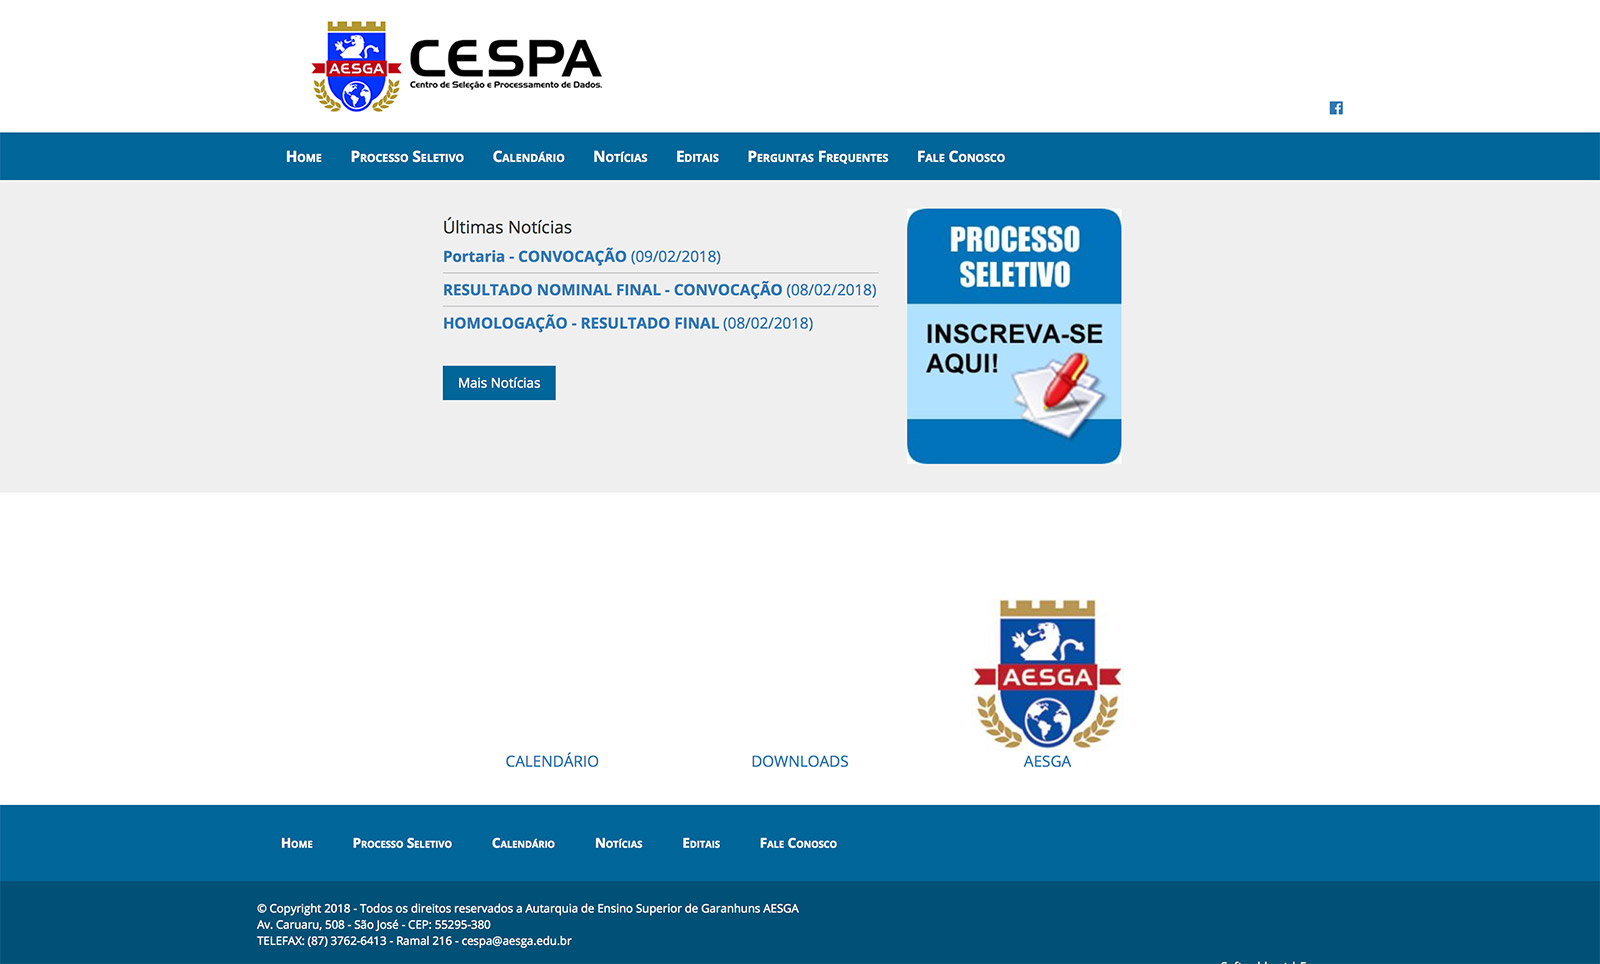 AESGA
CESPA
Centro de Seleção e Processamento de Dados.
Home Processo Seletivo Calendário Notícias Editais Perguntas Frequentes Fale Conosco
Últimas Notícias
Portaria - CONVOCAÇÃO (09/02/2018)
RESULTADO NOMINAL FINAL - CONVOCAÇÃO (08/02/2018)
HOMOLOGAÇÃO - RESULTADO FINAL (08/02/2018)
Mais Notícias
PROCESSO
SELETIVO
INSCREVA-SE
AQUI!
AESGA
CALENDÁRIO DOWNLOADS AESGA
Home Processo Seletivo Calendário Notícias Editais Fale Conosco
© Copyright 2018 - Todos os direitos reservados a Autarquia de Ensino Superior de Garanhuns AESGA
Av. Caruaru, 508 - São José - CEP: 55295-380
TELEFAX: (87) 3762-6413 - Ramal 216 - cespa@aesga.edu.br